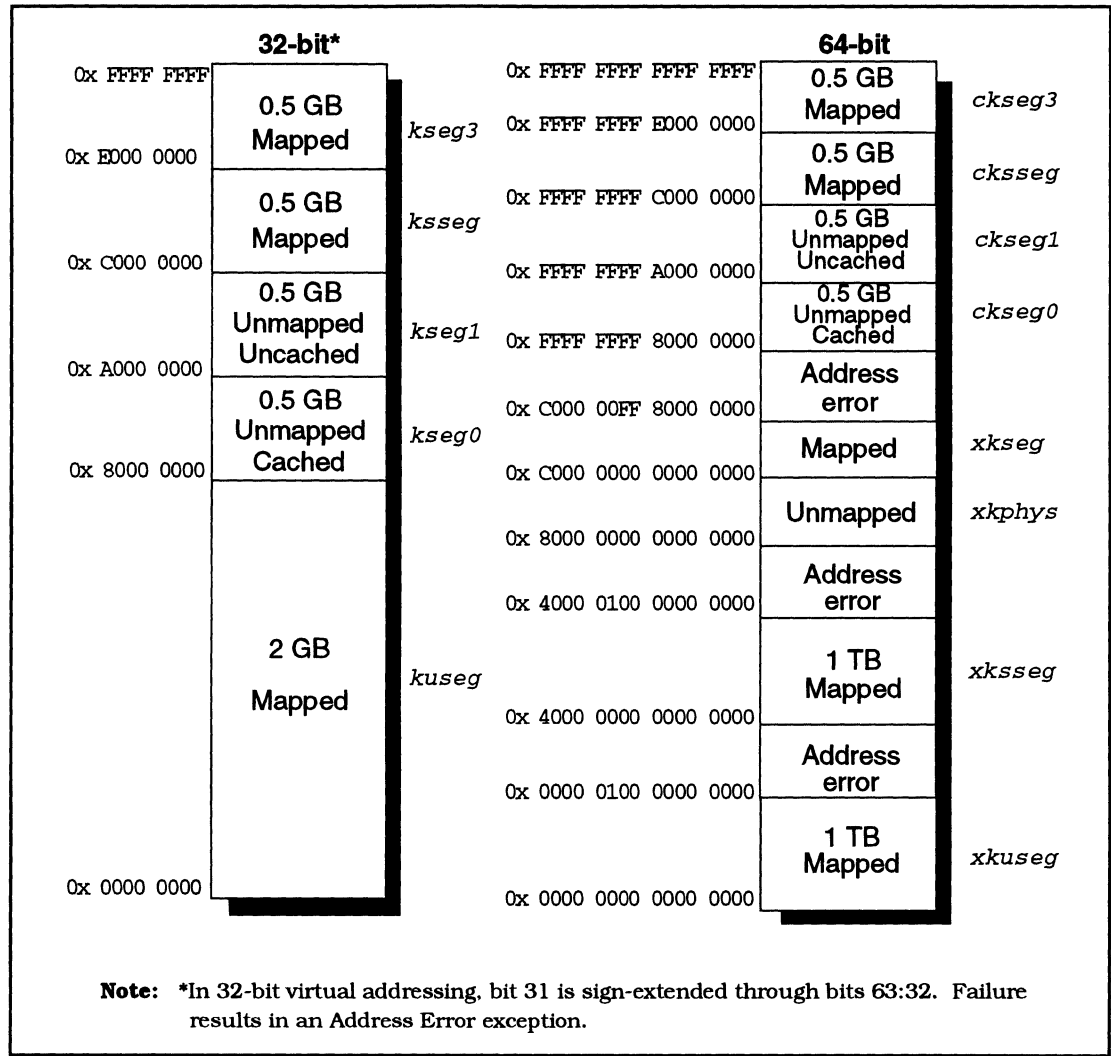 32-bit*
0x FFFF FFFF
0.5 GB
Mapped
kseg3
0x E000 0000
0.5 GB
Mapped
ksseg
0x C000 0000
0.5 GB
Unmapped
Uncached
kseg1
0x A000 0000
0.5 GB
Unmapped
Cached
kseg0
0x 8000 0000
2 GB
Mapped
kuseg
0x 0000 0000
64-bit
0x FFFF FFFF FFFF FFFF
0.5 GB
Mapped
ckseg3
0x FFFF FFFF E000 0000
0.5 GB
Mapped
cksseg
0x FFFF FFFF C000 0000
0.5 GB
Unmapped
Uncached
ckseg1
0x FFFF FFFF A000 0000
0.5 GB
Unmapped
Cached
ckseg0
0x FFFF FFFF 8000 0000
Address
error
0x C000 00FF 8000 0000
Mapped
xkseg
0x C000 0000 0000 0000
Unmapped
xkphys
0x 8000 0000 0000 0000
Address
error
0x 4000 0100 0000 0000
1 TB
Mapped
xksseg
0x 4000 0000 0000 0000
Address
error
0x 0000 0100 0000 0000
1 TB
Mapped
xkuseg
0x 0000 0000 0000 0000
Note: *In 32-bit virtual addressing, bit 31 is sign-extended through bits 63:32. Failure
results in an Address Error exception.